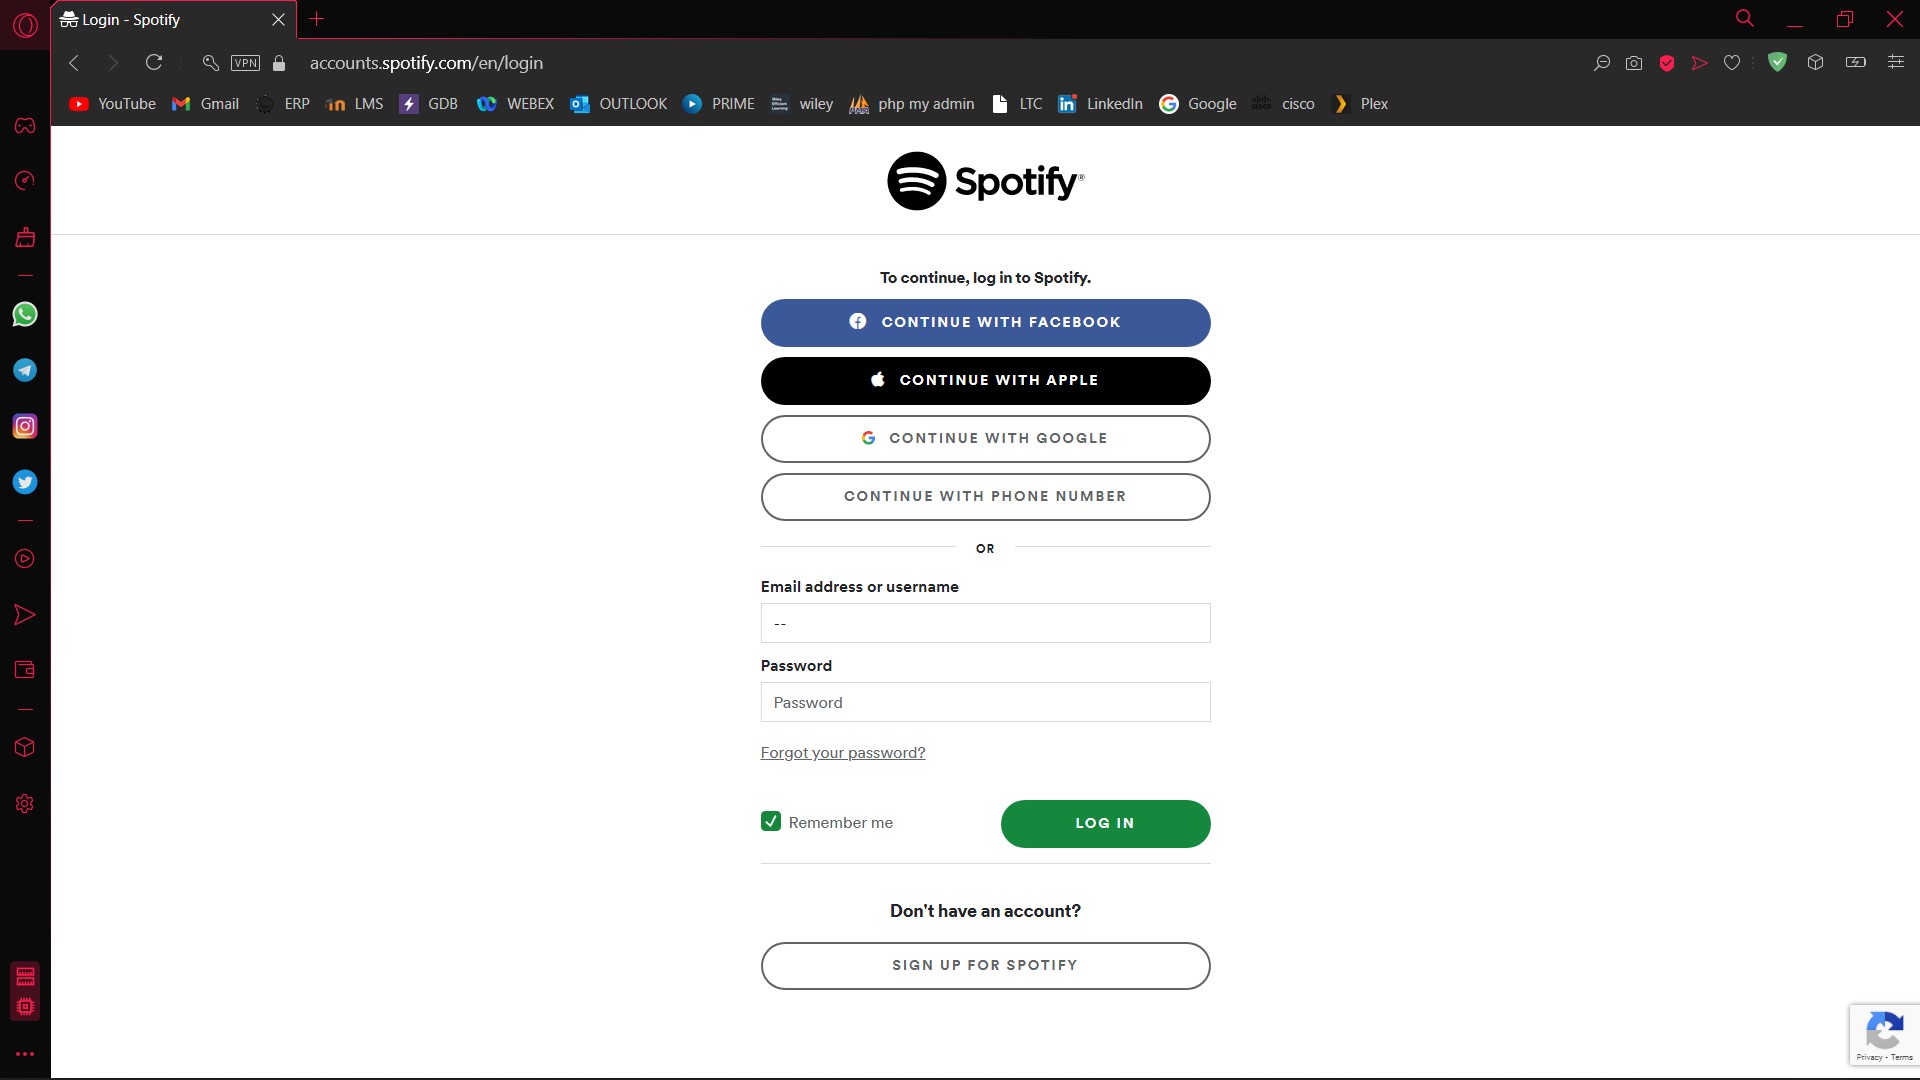 Login - Spotify
VPN
accounts.spotify.com/en/login
YouTube Gmail ERP LMS GDB WEBEX OUTLOOK PRIME wiley php my admin LTC LinkedIn Google cisco Plex
Spotify®
To continue, log in to Spotify.
CONTINUE WITH FACEBOOK
CONTINUE WITH APPLE
CONTINUE WITH GOOGLE
CONTINUE WITH PHONE NUMBER
OR
Email address or username
--
Password
Password
Forgot your password?
Remember me
LOG IN
Don't have an account?
SIGN UP FOR SPOTIFY
Privacy - Terms